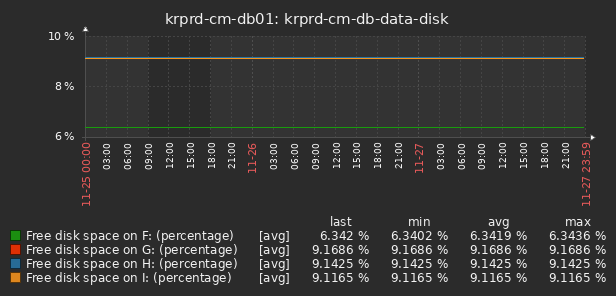 krprd-cm-db01: krprd-cm-db-data-disk
10 %
8 %
6 %
11-25 00:00 03:00 06:00 09:00 12:00 15:00 18:00 21:00 11-26 03:00 06:00 09:00 12:00 15:00 18:00 21:00 11-27 03:00 06:00 09:00 12:00 15:00 18:00 21:00 11-27 23:59
last min avg max
Free disk space on F: (percentage) [avg] 6.342 % 6.3402 % 6.3419 % 6.3436 %
Free disk space on G: (percentage) [avg] 9.1686 % 9.1686 % 9.1686 % 9.1686 %
Free disk space on H: (percentage) [avg] 9.1425 % 9.1425 % 9.1425 % 9.1425 %
Free disk space on I: (percentage) [avg] 9.1165 % 9.1165 % 9.1165 % 9.1165 %